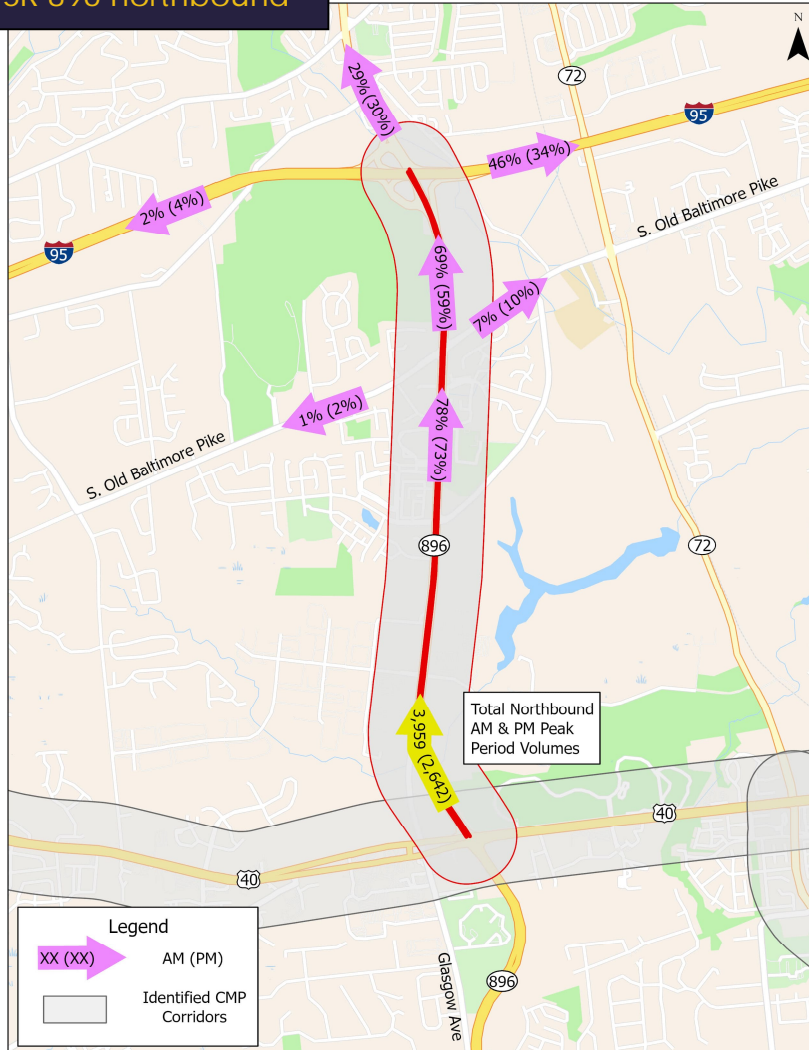 SR 896 northbound
N
72
29% (30%)
95
46% (34%)
2% (4%)
S. Old Baltimore Pike
95
69% (59%)
7% (10%)
1% (2%)
78% (73%)
S. Old Baltimore Pike
896
72
Total Northbound
AM & PM Peak
Period Volumes
3,959 (2,642)
40
40
Legend
XX (XX) AM (PM)
Identified CMP
Corridors
Glasgow Ave
896